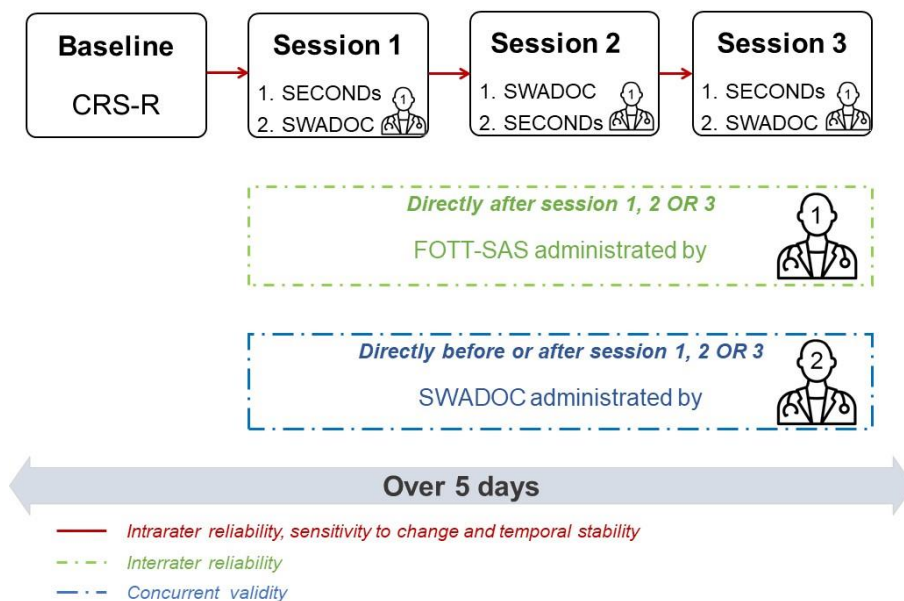 Baseline
CRS-R
Session 1
1. SECONDs
2. SWADOC
1
Session 2
1. SWADOC
2. SECONDs
1
Session 3
1. SECONDs
2. SWADOC
1
Directly after session 1, 2 OR 3
FOTT-SAS administrated by
1
Directly before or after session 1, 2 OR 3
SWADOC administrated by
2
Over 5 days
Intrarater reliability, sensitivity to change and temporal stability
Interrater reliability
Concurrent validity